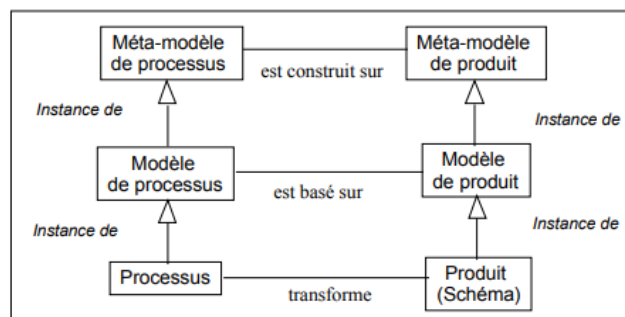 Méta-modèle
de processus
est construit sur
Méta-modèle
de produit
Instance de
Instance de
Modèle
de processus
est basé sur
Modèle
de produit
Instance de
Instance de
Processus
transforme
Produit
(Schéma)